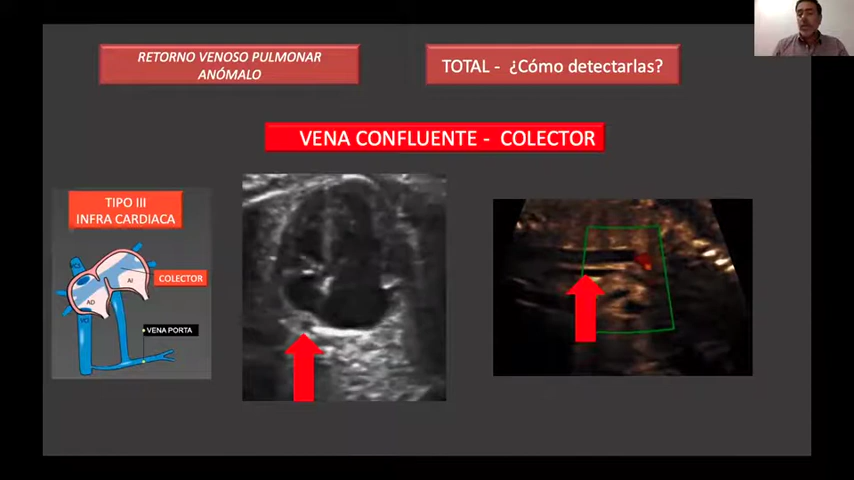 RETORNO VENOSO PULMONAR
ANÓMALO
TOTAL - ¿Cómo detectarlas?
VENA CONFLUENTE - COLECTOR
TIPO III
INFRA CARDIACA
COLECTOR
AI
AD
VENA PORTA